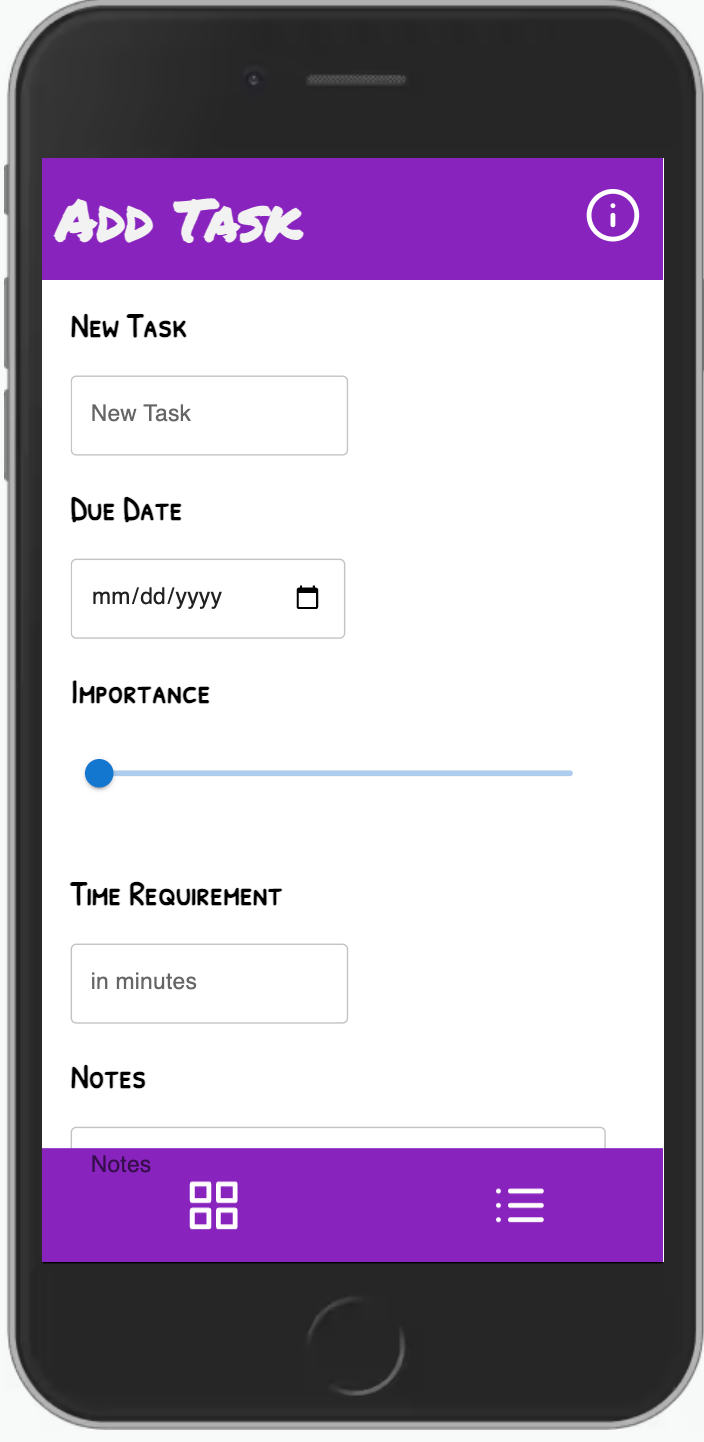 Add Task
New Task
New Task
Due Date
mm/dd/yyyy
Importance
Time Requirement
in minutes
Notes
Notes